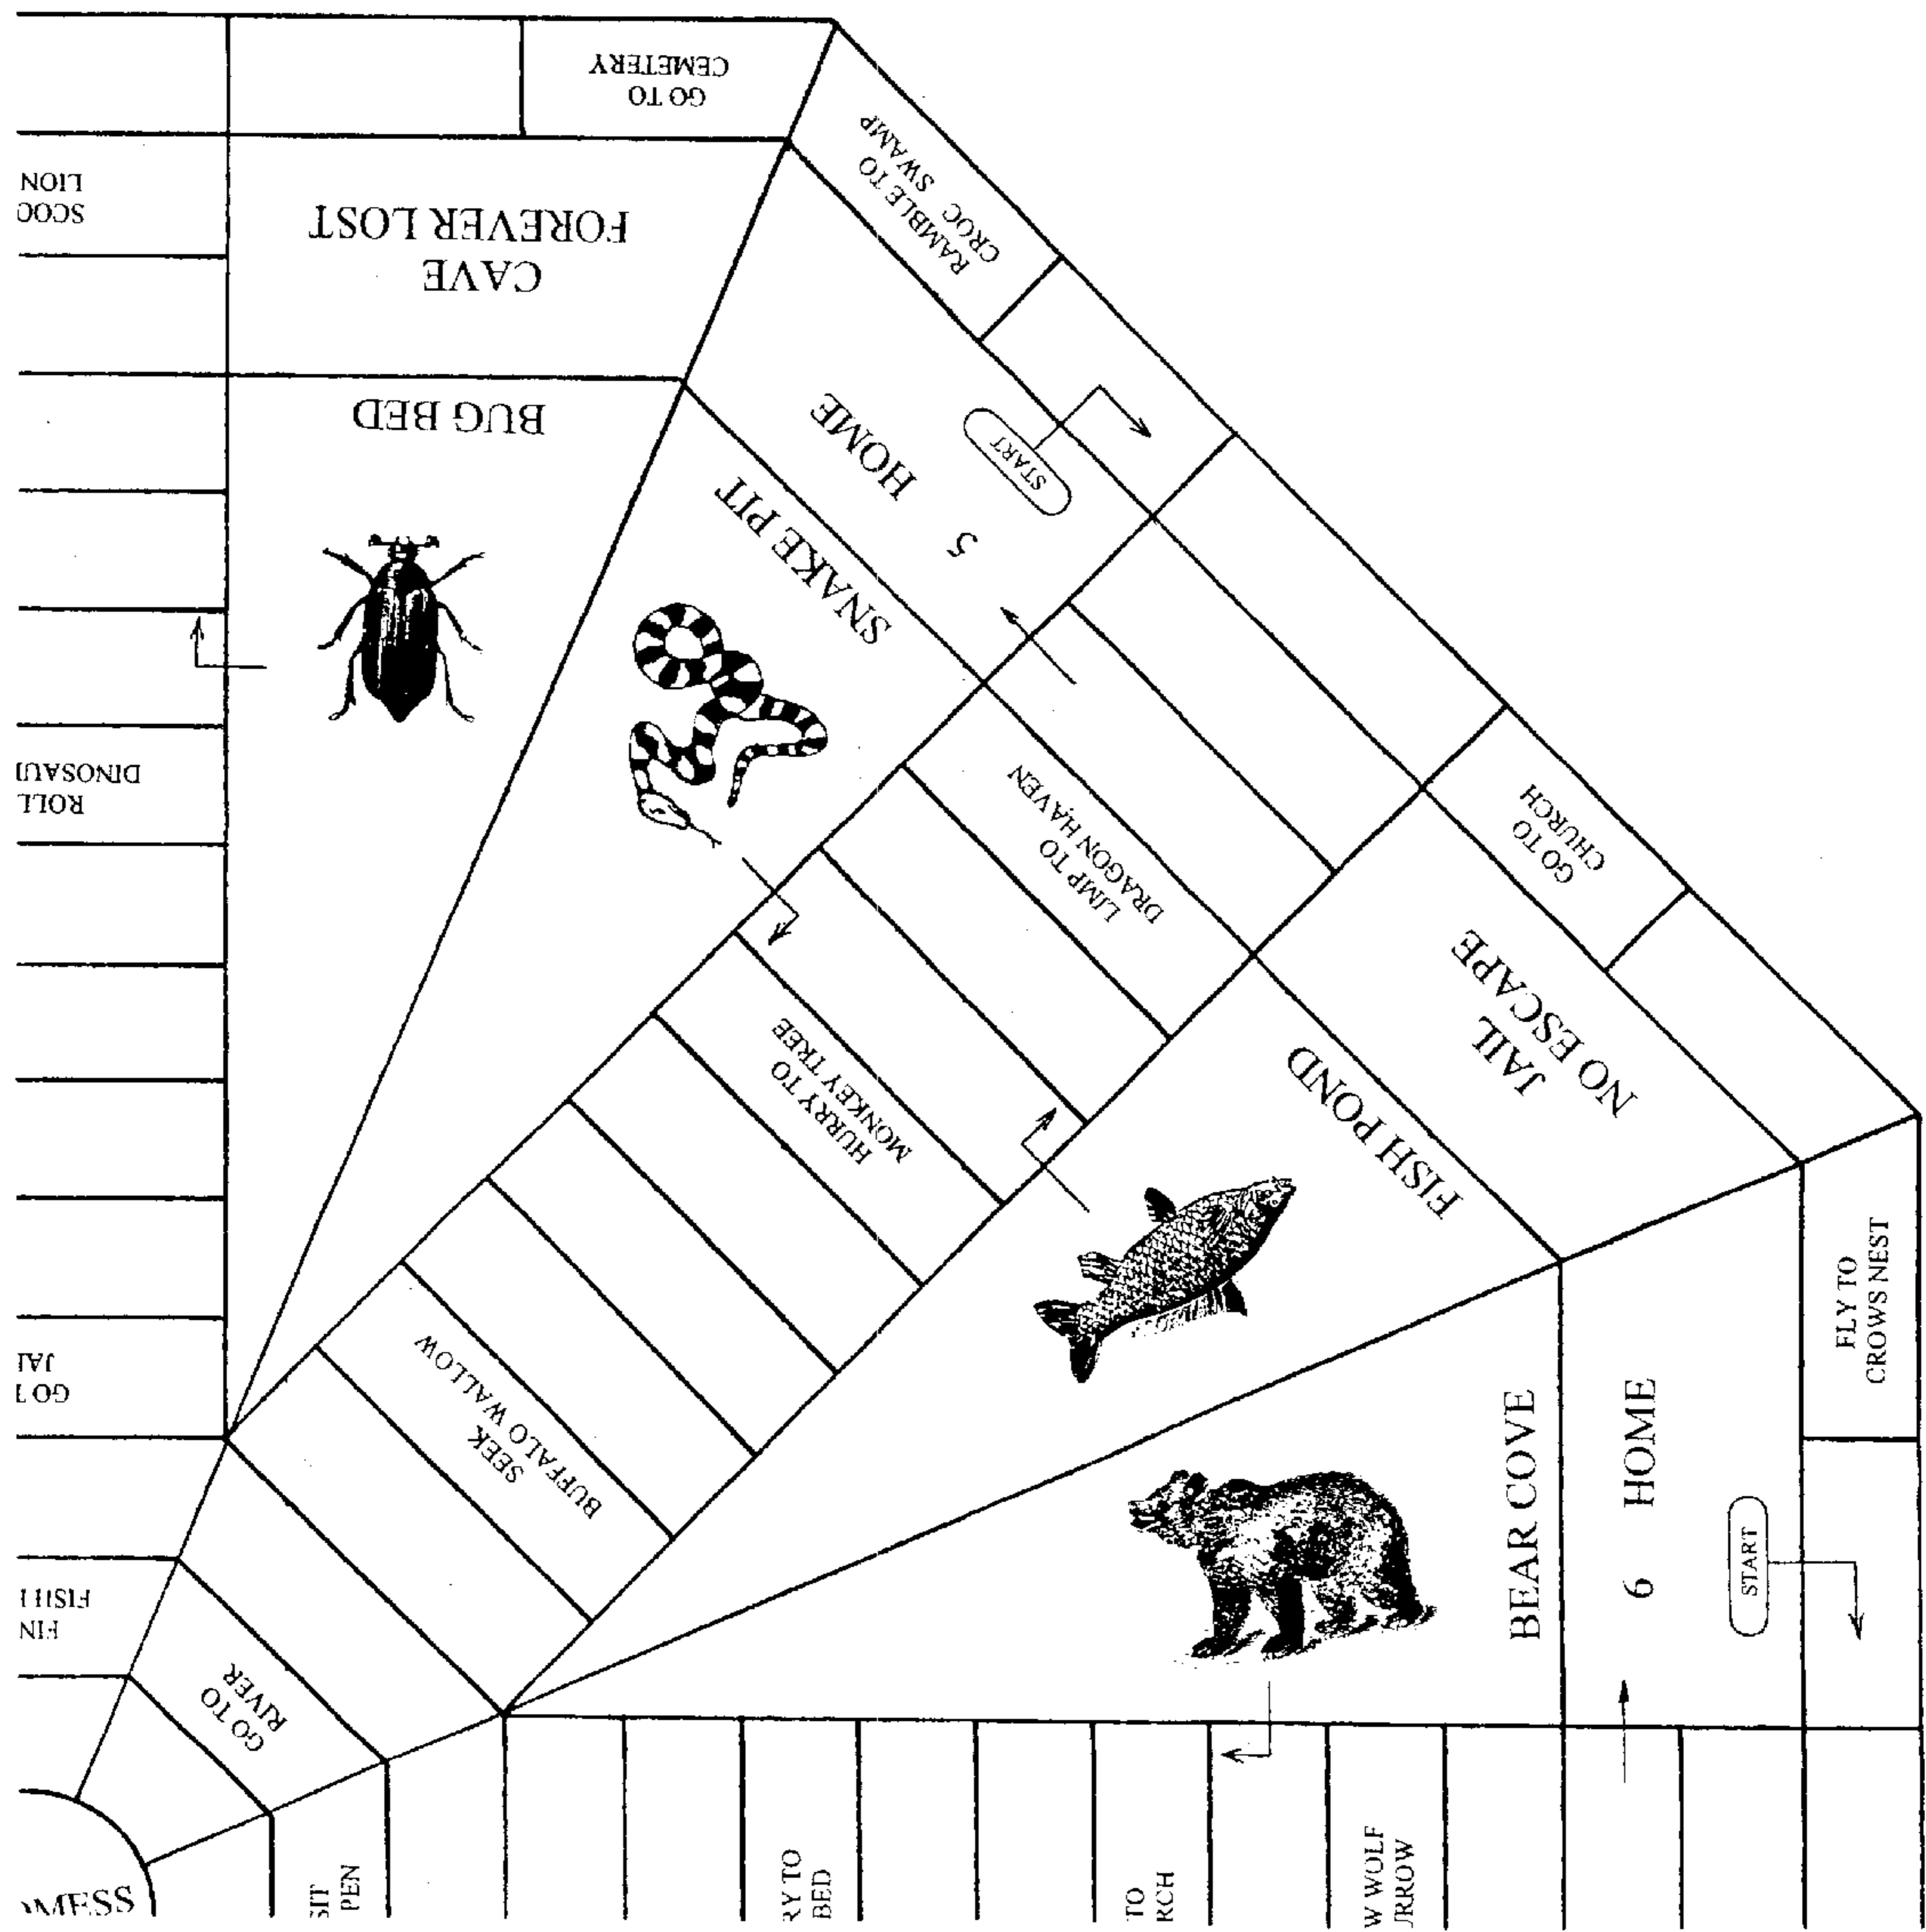 GO TO
CEMETERY
SCOO
LION
CAVE
FOREVER LOST
BUG BED
ROLL
DINOSAU
GO T
JAI
FIN
FISH
RAMBLE TO
CROC SWAMP
START
5
HOME
SNAKE PIT
LIMP TO
DRAGON HAVEN
HURRY TO
MONKEY TREE
SEEK
BUFFALO WALLOW
GO TO
RIVER
GO TO
CHURCH
JAIL
NO ESCAPE
FISH POND
FLY TO
CROWS NEST
BEAR COVE
6 HOME
START
SIT
PEN
RY TO
BED
TO
RCH
W WOLF
URROW
OMESS